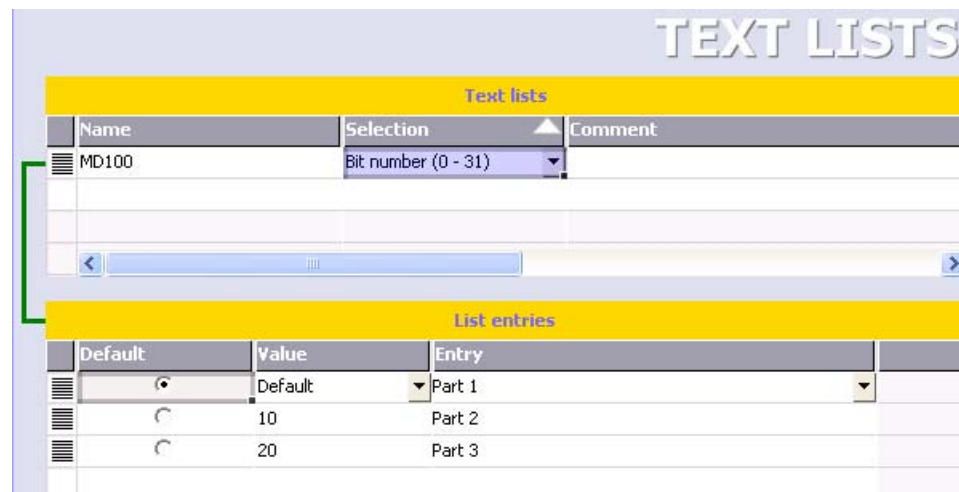 TEXT LISTS
Text lists
Name Selection Comment
MD100 Bit number (0 - 31)
List entries
Default Value Entry
Default Part 1
10 Part 2
20 Part 3